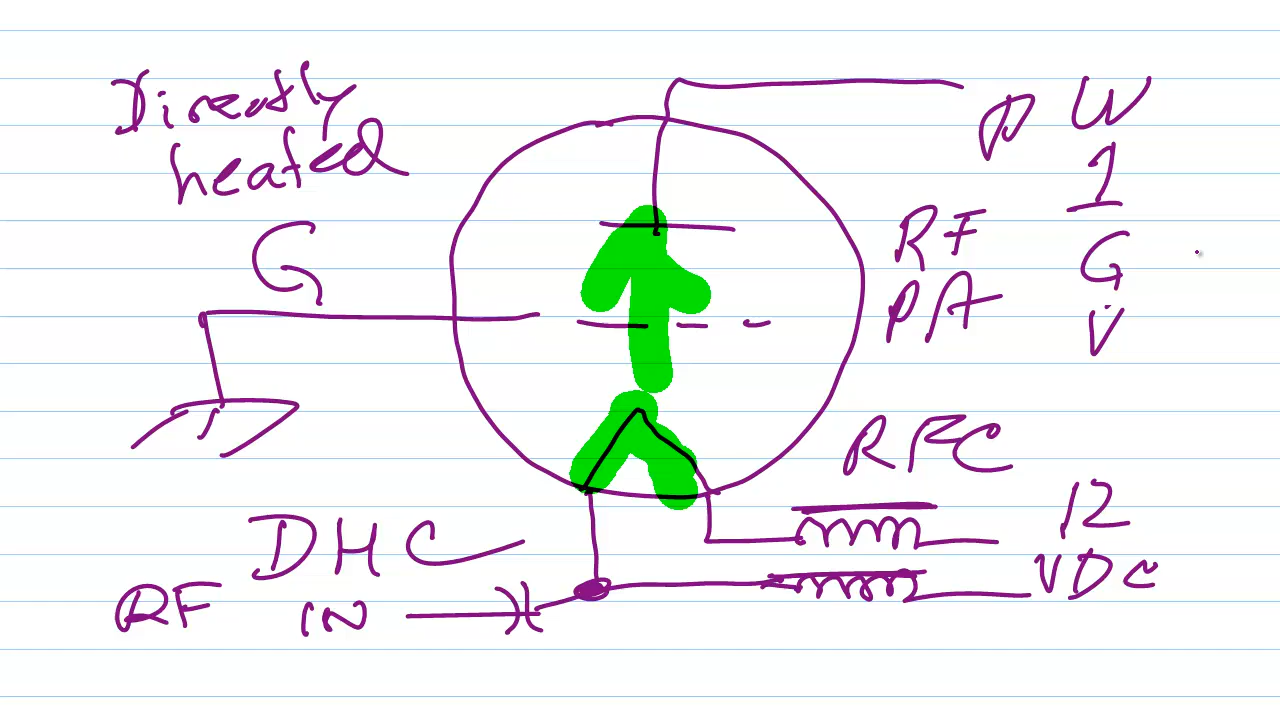 Directly
heated
G
P
W
1
G
V
RF
PA
RFC
12
VDC
DHC
RF IN